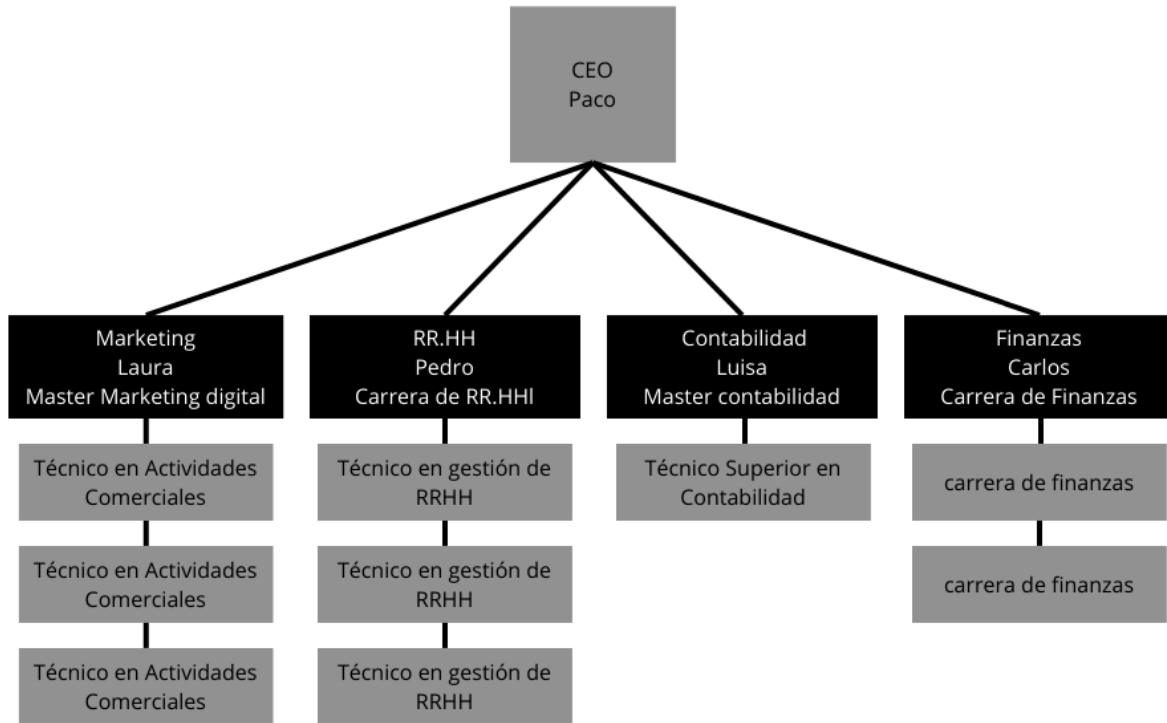 CEO
Paco
Marketing
Laura
Master Marketing digital
RR.HH
Pedro
Carrera de RR.HHl
Contabilidad
Luisa
Master contabilidad
Finanzas
Carlos
Carrera de Finanzas
Técnico en Actividades
Comerciales
Técnico en gestión de
RRHH
Técnico Superior en
Contabilidad
carrera de finanzas
Técnico en Actividades
Comerciales
Técnico en gestión de
RRHH
carrera de finanzas
Técnico en Actividades
Comerciales
Técnico en gestión de
RRHH